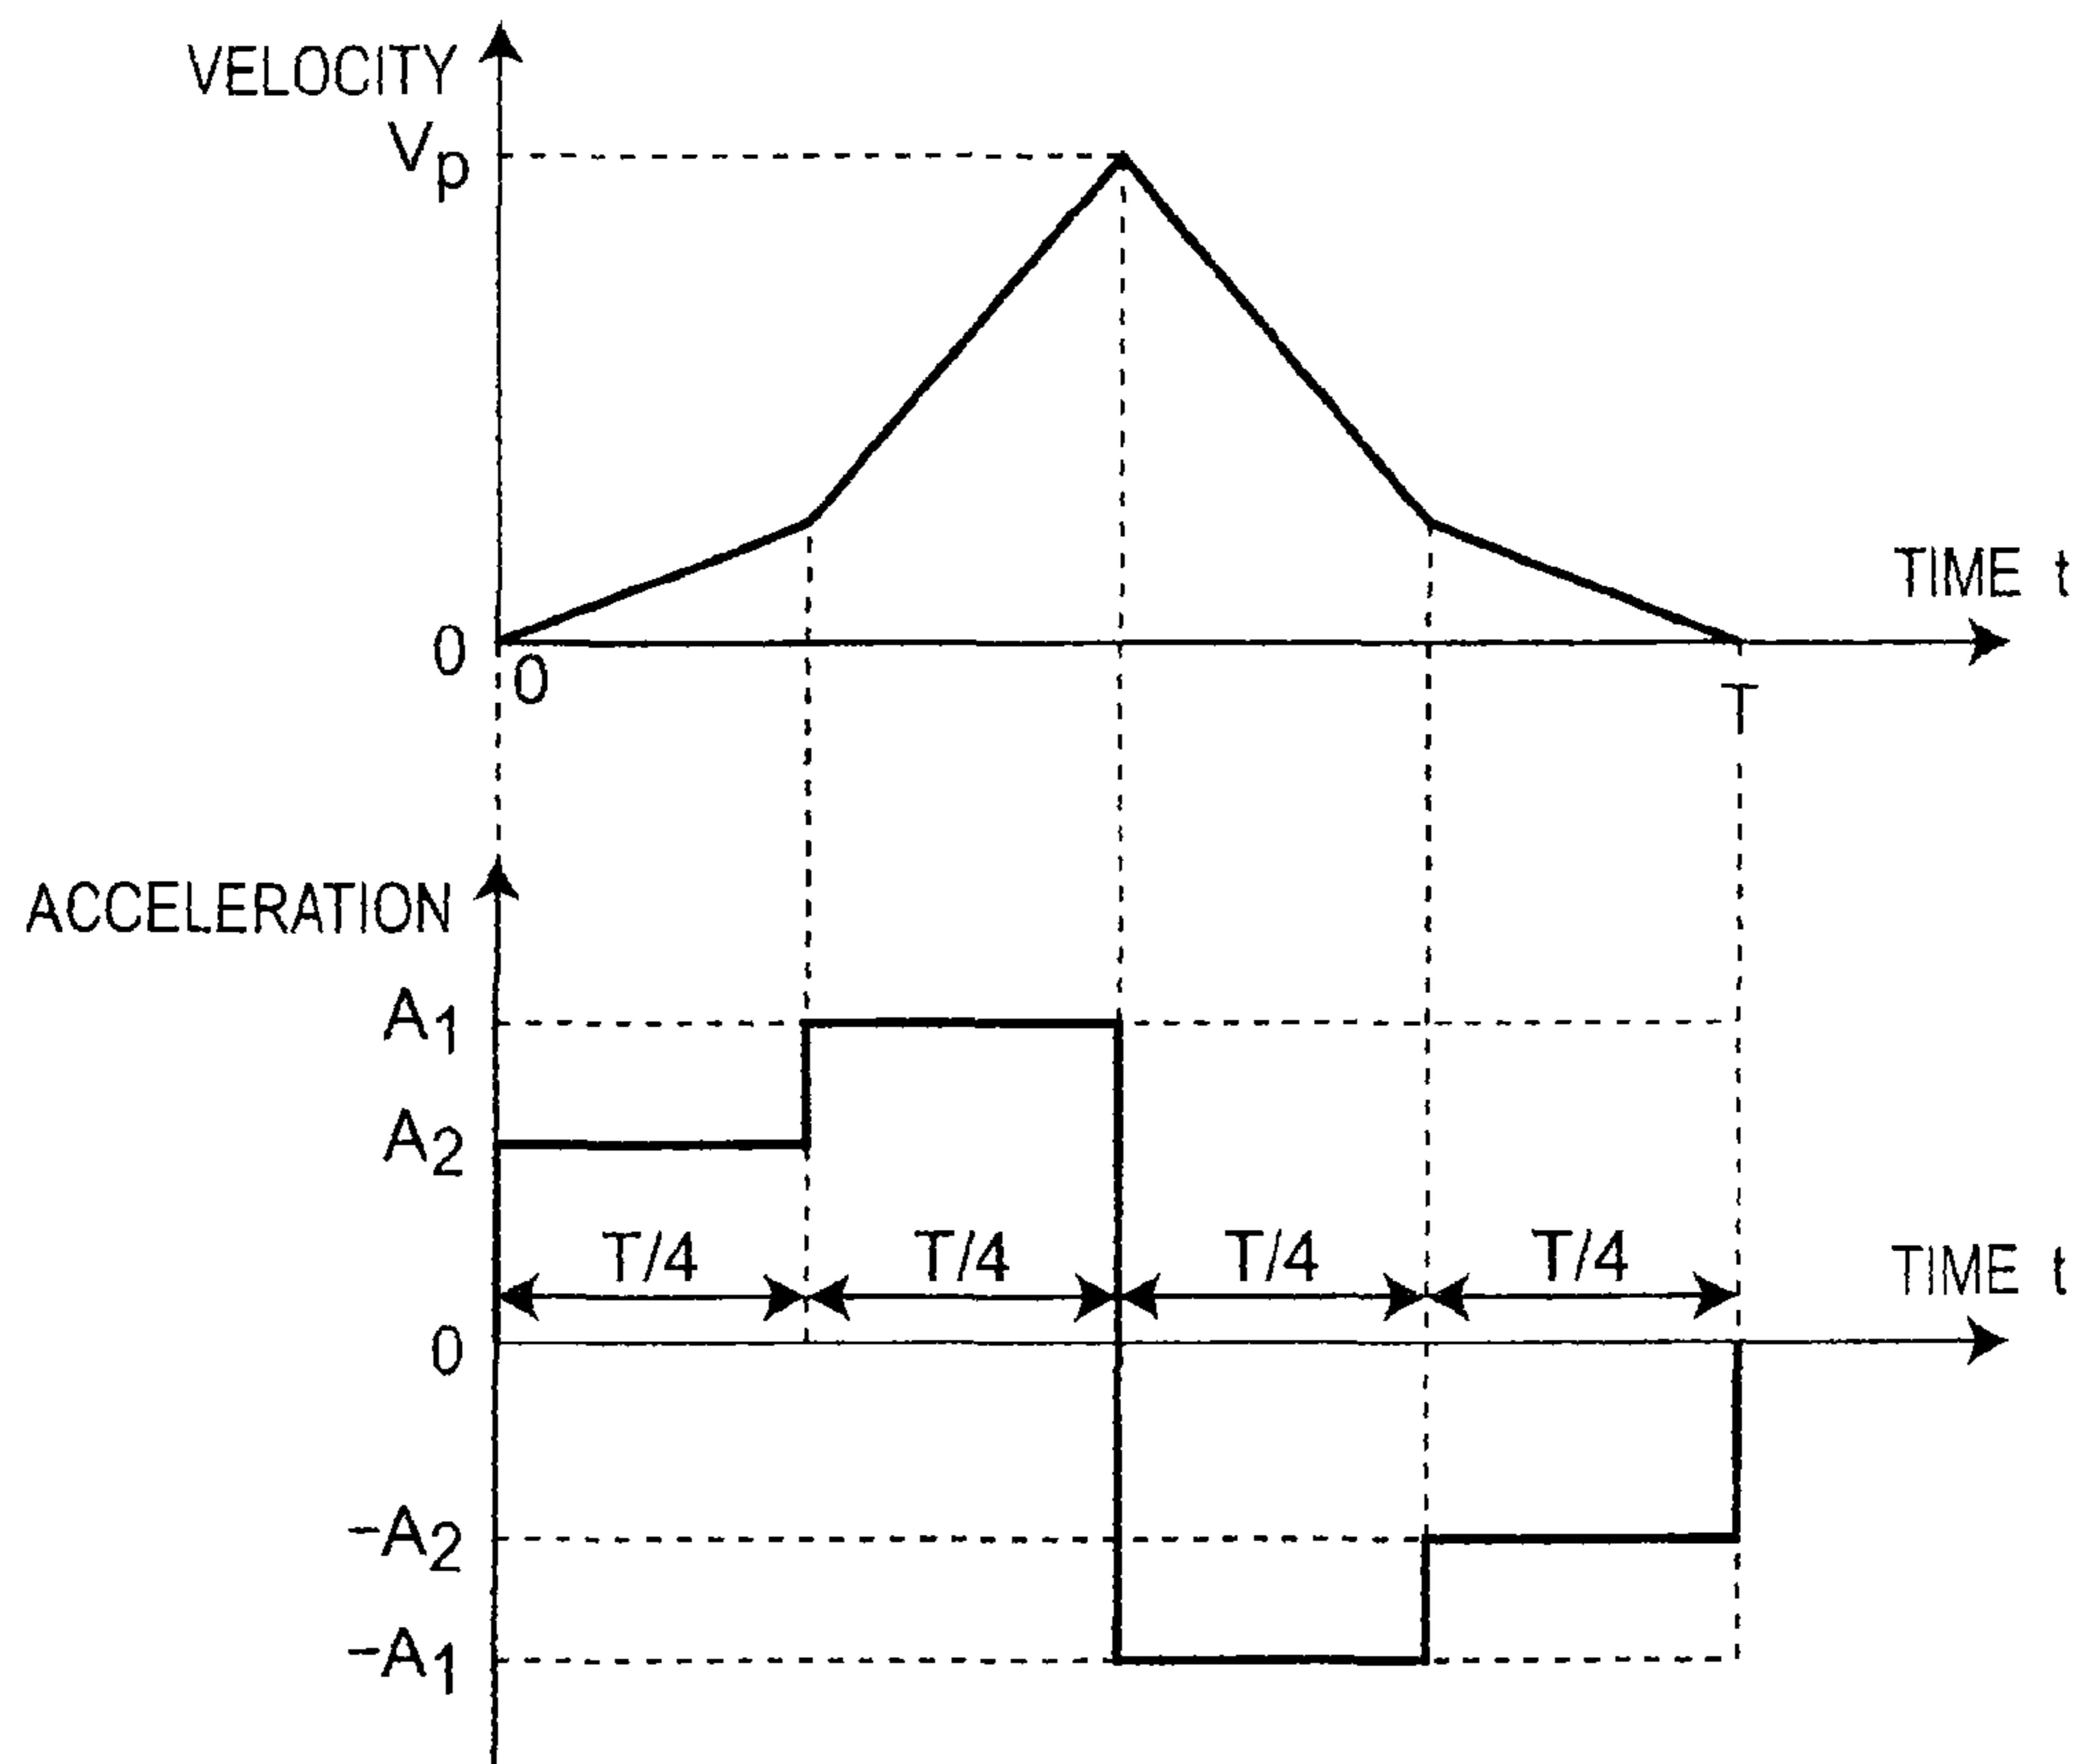 VELOCITY
Vp
TIME t
0
0
T
ACCELERATION
A1
A2
T/4 T/4 T/4 T/4
TIME t
0
-A2
-A1